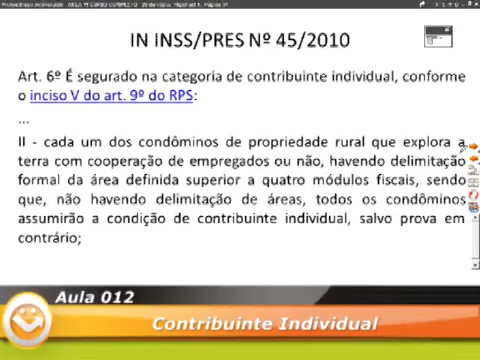 IN INSS/PRES Nº 45/2010
Art. 6º É segurado na categoria de contribuinte individual, conforme
o inciso V do art. 9º do RPS:
...
II - cada um dos condôminos de propriedade rural que explora a
terra com cooperação de empregados ou não, havendo delimitação
formal da área definida superior a quatro módulos fiscais, sendo
que, não havendo delimitação de áreas, todos os condôminos
assumirão a condição de contribuinte individual, salvo prova em
contrário;
Aula 012
Contribuinte Individual